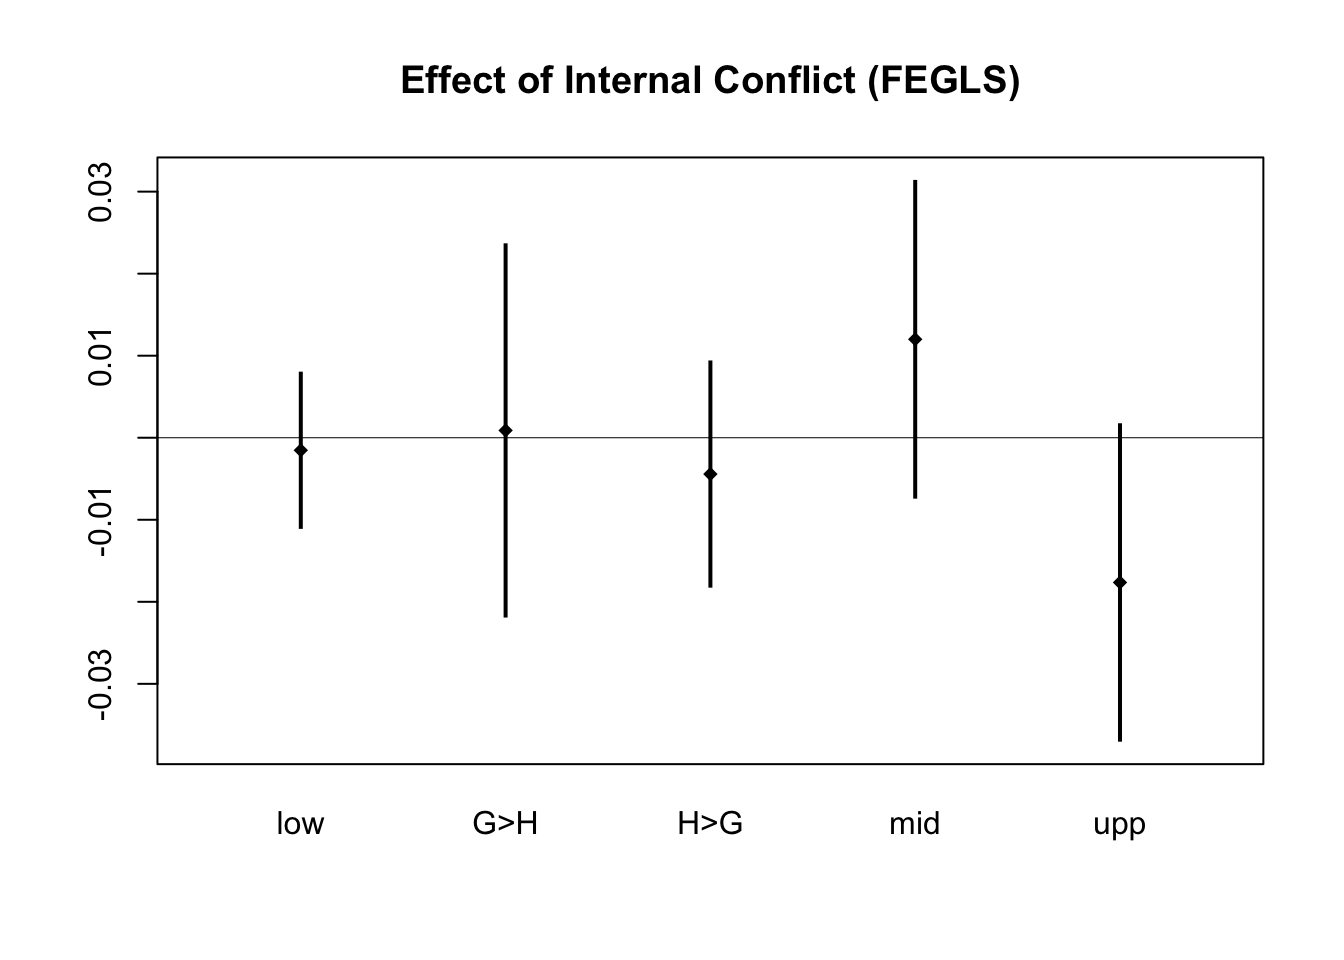 Effect of Internal Conflict (FEGLS)
0.03
0.01
-0.01
-0.03
low G>H H>G mid upp